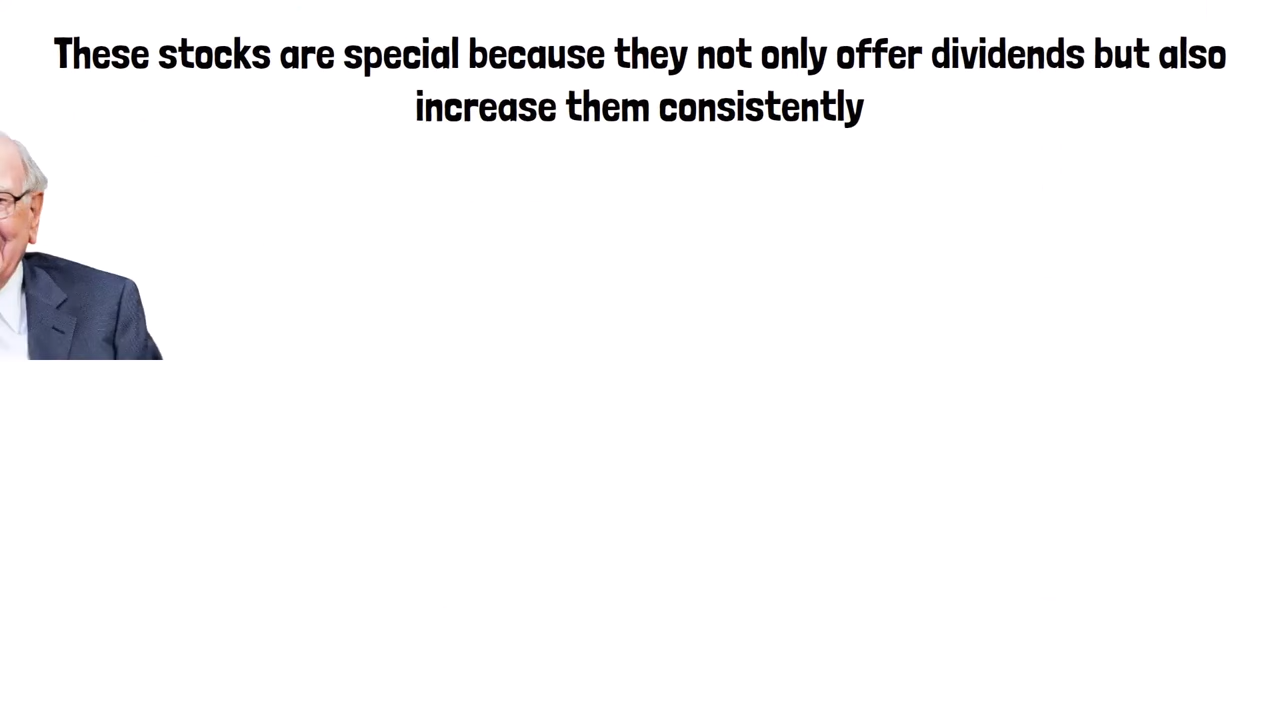 These stocks are special because they not only offer dividends but also
increase them consistently